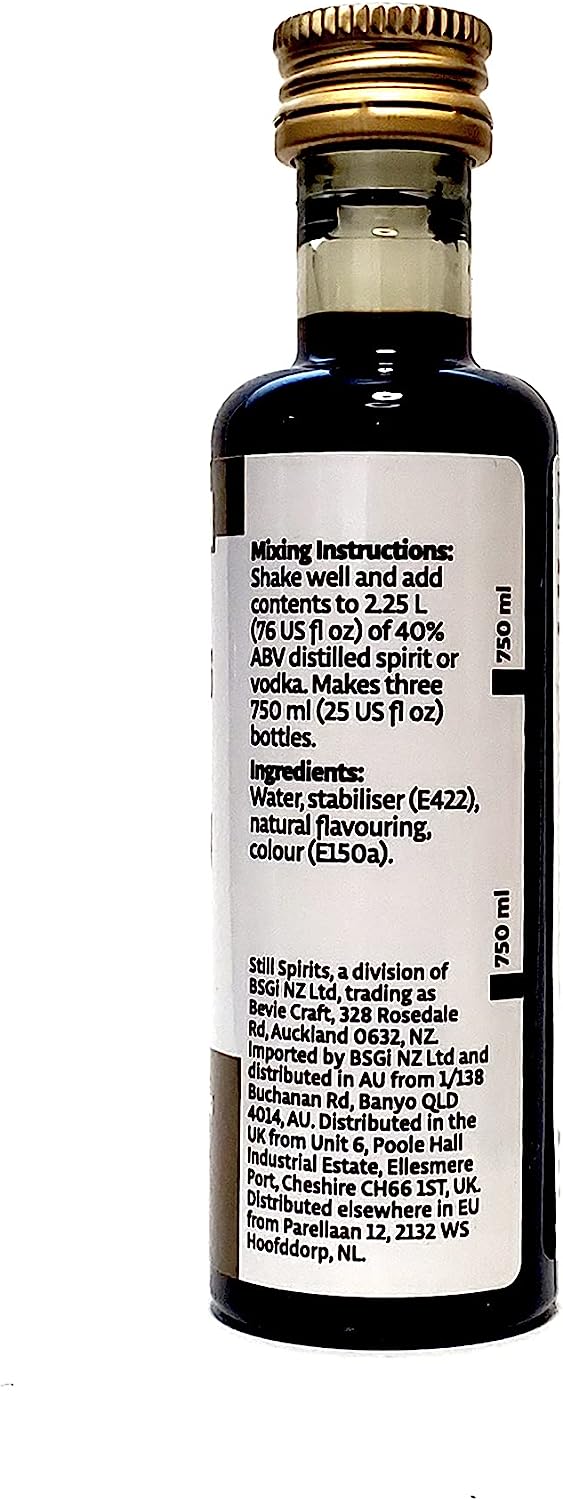 Mixing Instructions:
Shake well and add
contents to 2.25 L
(76 US fl oz) of 40%
ABV distilled spirit or
vodka. Makes three
750 ml (25 US fl oz)
bottles.
Ingredients:
Water, stabiliser (E422),
natural flavouring,
colour (E150a).
Still Spirits, a division of
BSGi NZ Ltd, trading as
Bevie Craft, 328 Rosedale
Rd, Auckland 0632, NZ.
Imported by BSGi NZ Ltd and
distributed in AU from 1/138
Buchanan Rd, Banyo QLD
4014, AU. Distributed in the
UK from Unit 6, Poole Hall
Industrial Estate, Ellesmere
Port, Cheshire CH66 1ST, UK.
Distributed elsewhere in EU
from Parellaan 12, 2132 WS
Hoofddorp, NL.
750 ml
750 ml